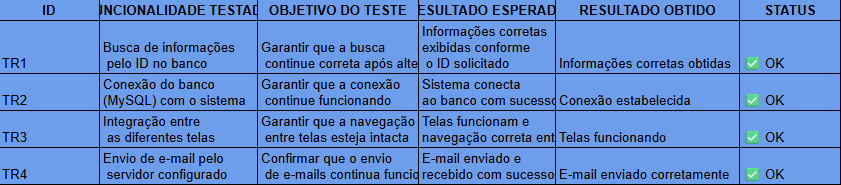 ID UNCIONALIDADE TESTAD OBJETIVO DO TESTE ESULTADO ESPERAD RESULTADO OBTIDO STATUS
TR1
Busca de informações
pelo ID no banco
Garantir que a busca
continue correta após alte
Informações corretas
exibidas conforme
o ID solicitado
Informações corretas obtidas
✅ OK
TR2
Conexão do banco
(MySQL) com o sistema
Garantir que a conexão
continue funcionando
Sistema conecta
ao banco com sucesso
Conexão estabelecida
✅ OK
TR3
Integração entre
as diferentes telas
Garantir que a navegação
entre telas esteja intacta
Telas funcionam e
navegação correta ent
Telas funcionando
✅ OK
TR4
Envio de e-mail pelo
servidor configurado
Confirmar que o envio
de e-mails continua funcio
E-mail enviado e
recebido com sucesso
E-mail enviado corretamente
✅ OK